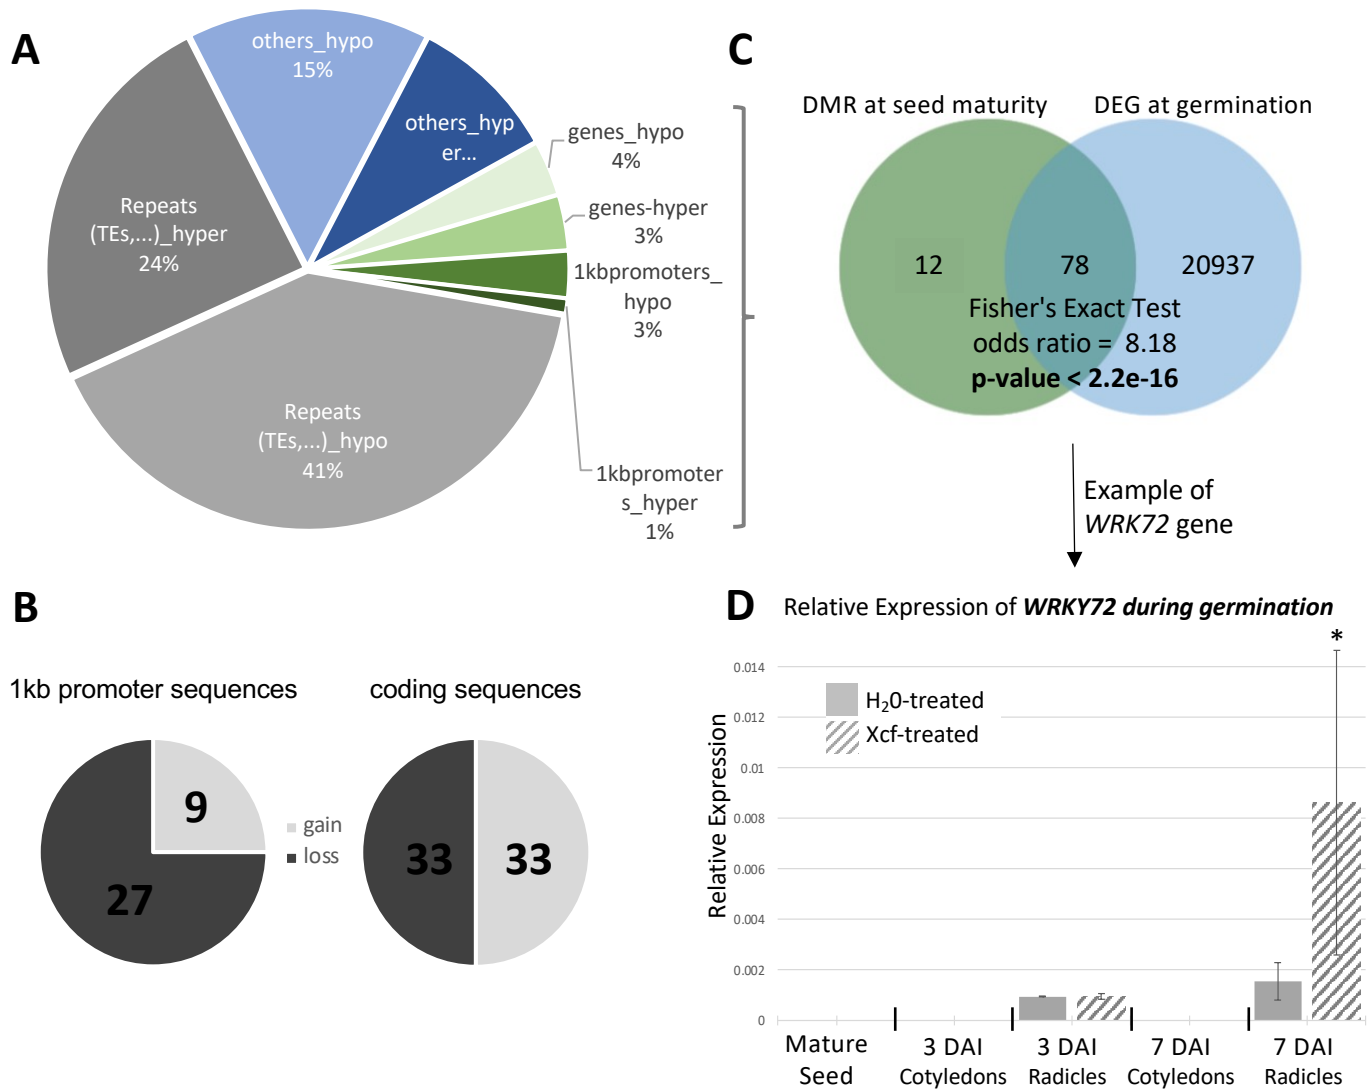 A
others_hypo
15%
others_hyp
er...
genes_hypo
4%
genes-hyper
3%
1kbpromoters_
hypo
3%
1kbpromoter
s_hyper
1%
Repeats
(TEs,...)_hyper
24%
Repeats
(TEs,...)_hypo
41%
B
1kb promoter sequences
coding sequences
9
27
gain
loss
33
33
C
DMR at seed maturity
DEG at germination
12
78
20937
Fisher's Exact Test
odds ratio = 8.18
p-value < 2.2e-16
Example of
WRK72 gene
D
Relative Expression of WRKY72 during germination
*
H₂0-treated
Xcf-treated
Relative Expression
0.014
0.012
0.01
0.008
0.006
0.004
0.002
0
Mature
Seed
3 DAI
Cotyledons
3 DAI
Radicles
7 DAI
Cotyledons
7 DAI
Radicles